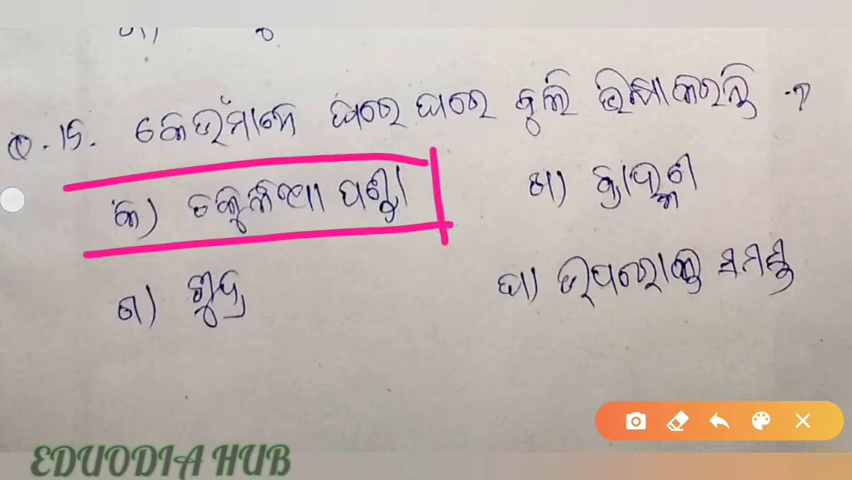 Q.15. କେଉଁମାନେ ଘରେ ଘରେ ବୁଲି ଭିକ୍ଷା କରନ୍ତି ?
କ) ଚକୁଳିଆ ପଣ୍ଡା ଖ) ବ୍ରାହ୍ମଣ
ଗ) ଶୁଦ୍ର ଘ) ଉପରୋକ୍ତ ସମସ୍ତ
EDUODIA HUB